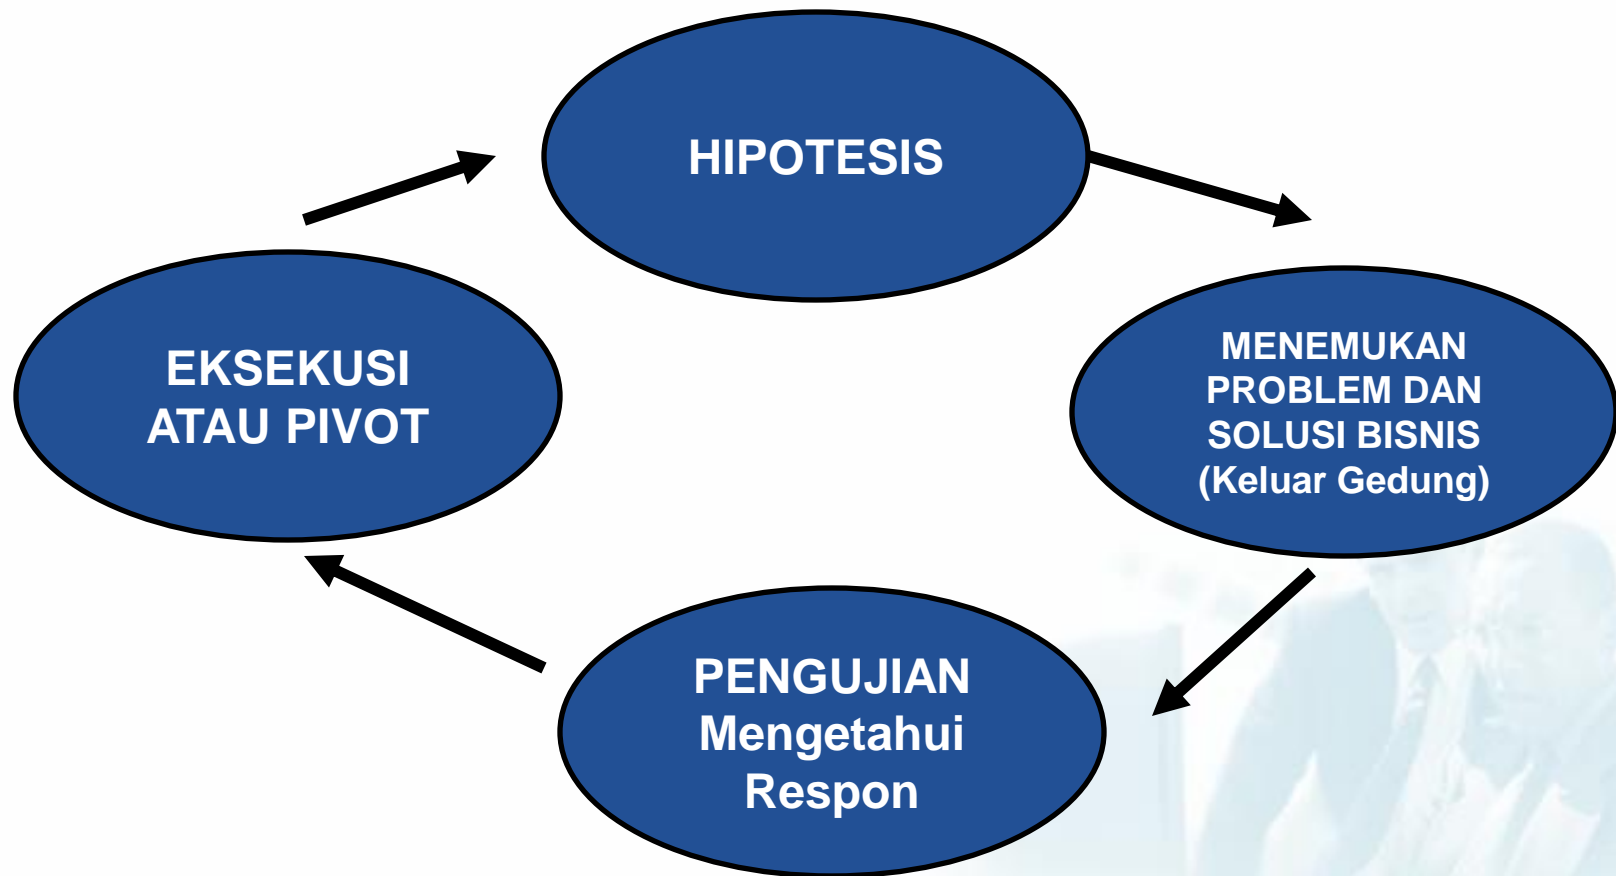 HIPOTESIS
MENEMUKAN
PROBLEM DAN
SOLUSI BISNIS
(Keluar Gedung)
PENGUJIAN
Mengetahui
Respon
EKSEKUSI
ATAU PIVOT